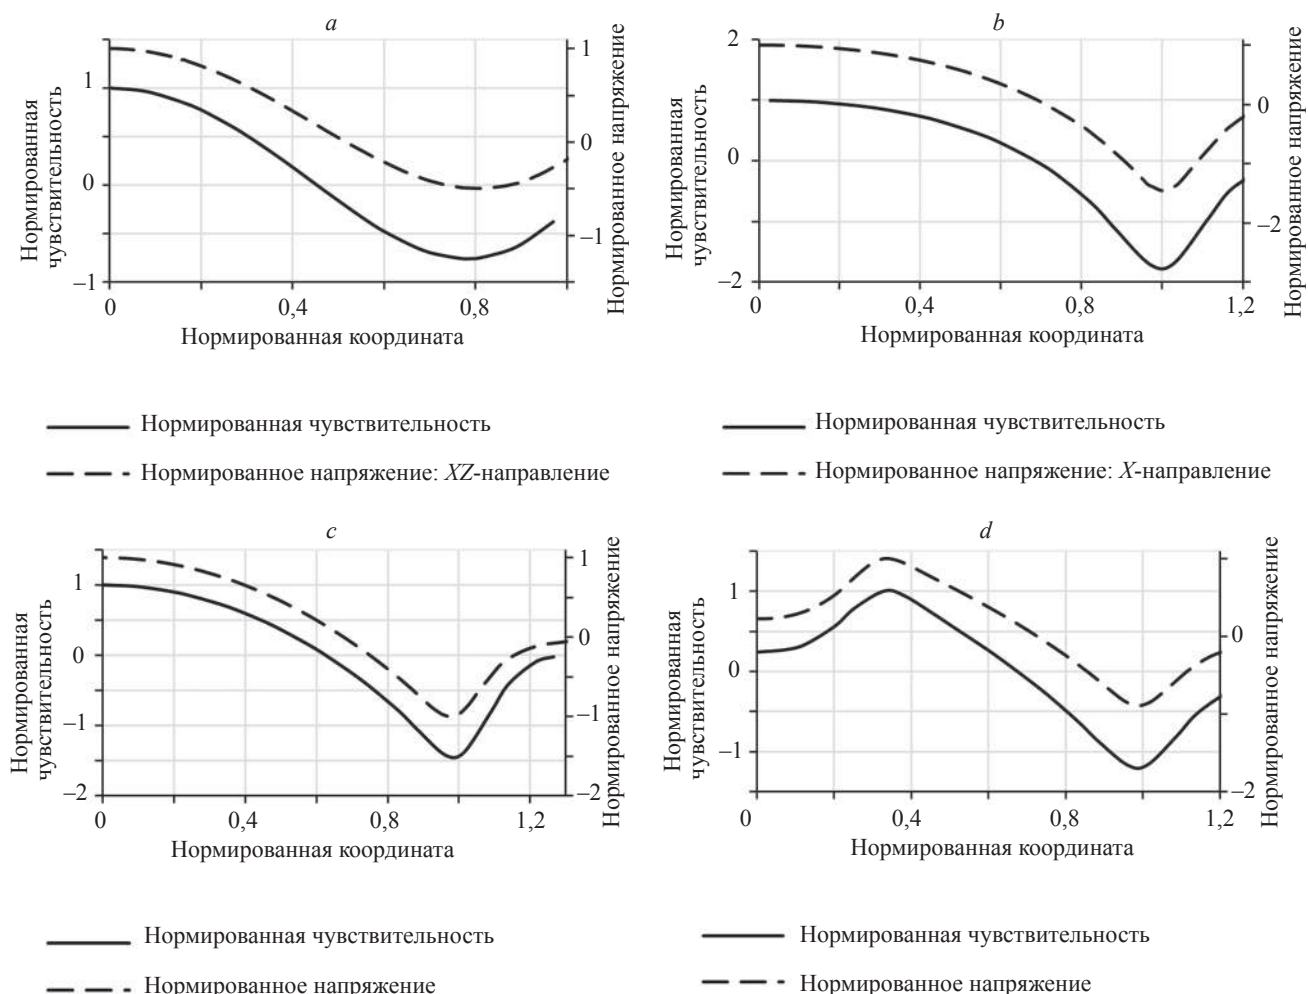 a
Нормированная
чувствительность
1
0
–1
0
0,4
0,8
1
0
–1
Нормированное напряжение
Нормированная координата
Нормированная чувствительность
Нормированное напряжение: XZ-направление
b
Нормированная
чувствительность
2
0
–2
0
0,4
0,8
1,2
0
–2
Нормированное напряжение
Нормированная координата
Нормированная чувствительность
Нормированное напряжение: X-направление
c
Нормированная
чувствительность
1
0
–1
–2
0
0,4
0,8
1,2
1
0
–1
–2
Нормированное напряжение
Нормированная координата
Нормированная чувствительность
Нормированное напряжение
d
Нормированная
чувствительность
1
0
–1
0
0,4
0,8
1,2
0
–2
Нормированное напряжение
Нормированная координата
Нормированная чувствительность
Нормированное напряжение